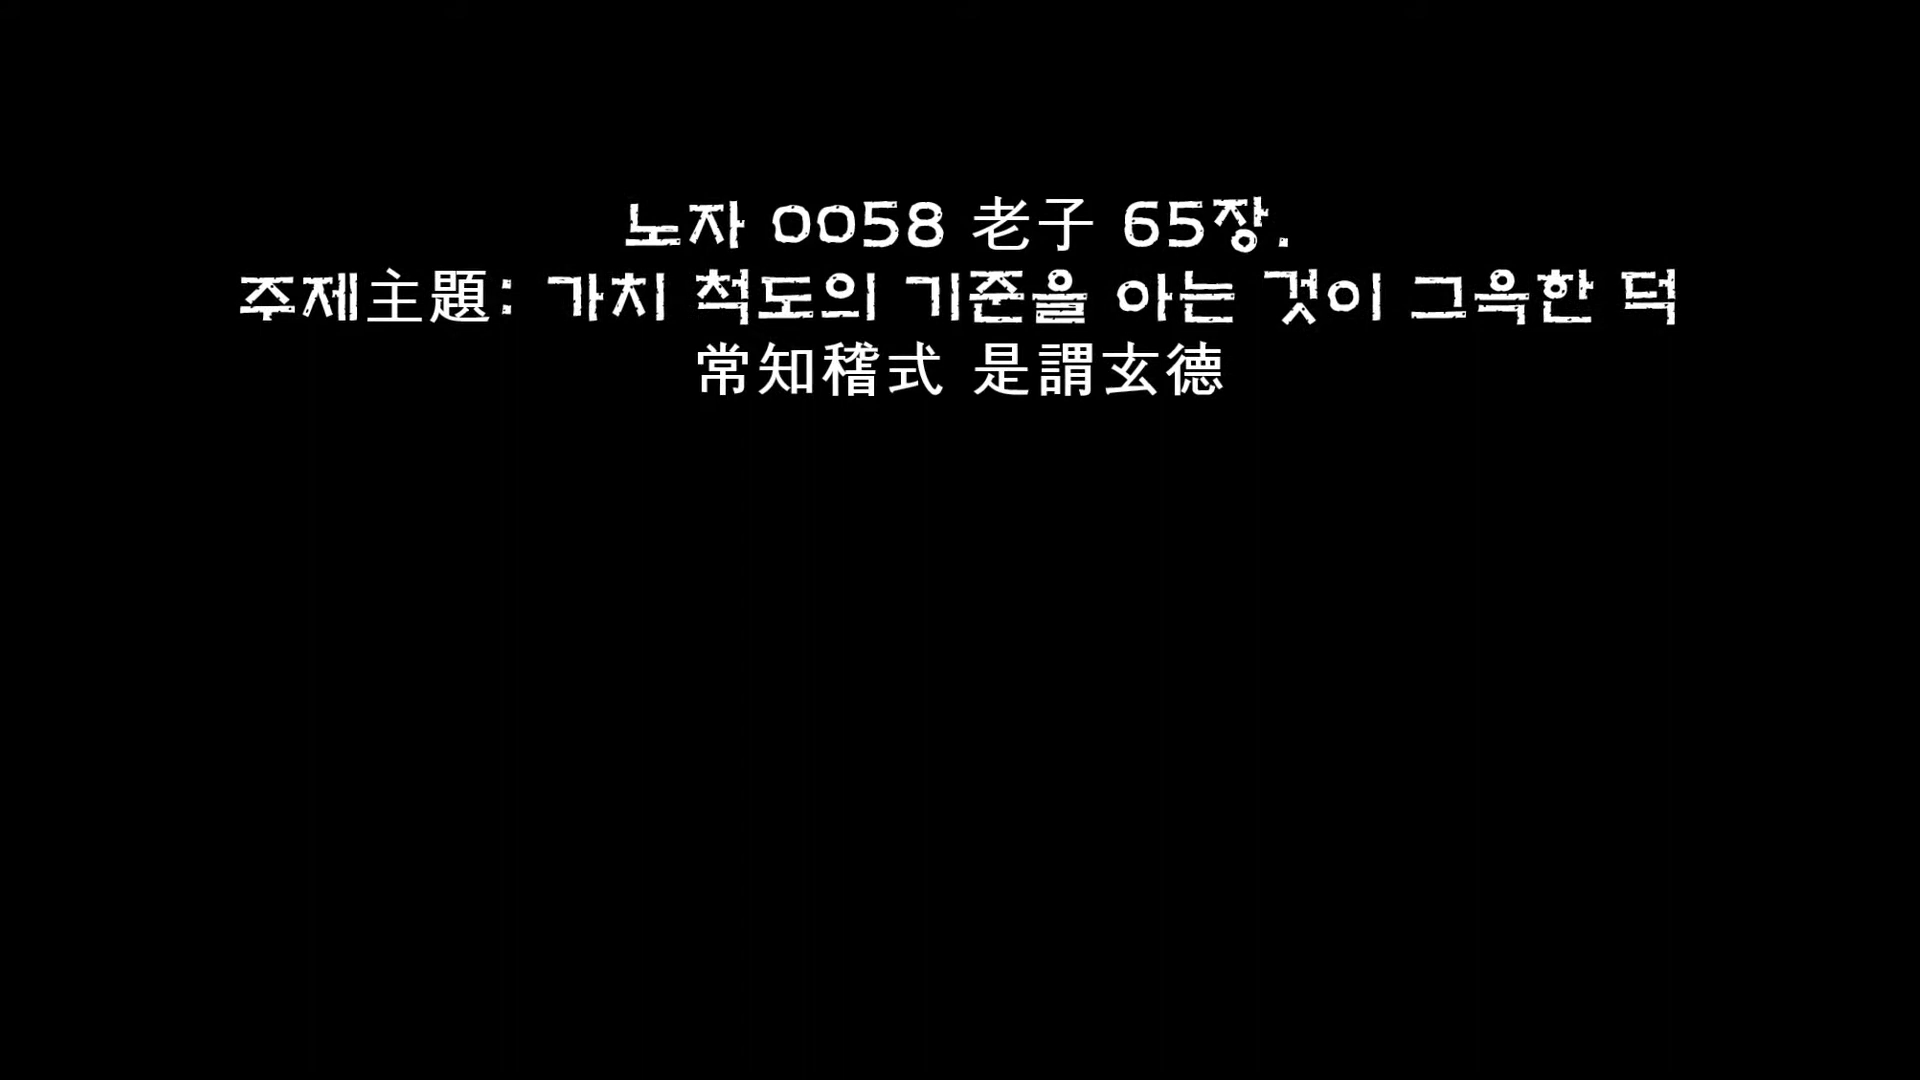 노자 0058 老子 65장.
주제主題: 가치 척도의 기준을 아는 것이 그윽한 덕
常知稽式 是謂玄德